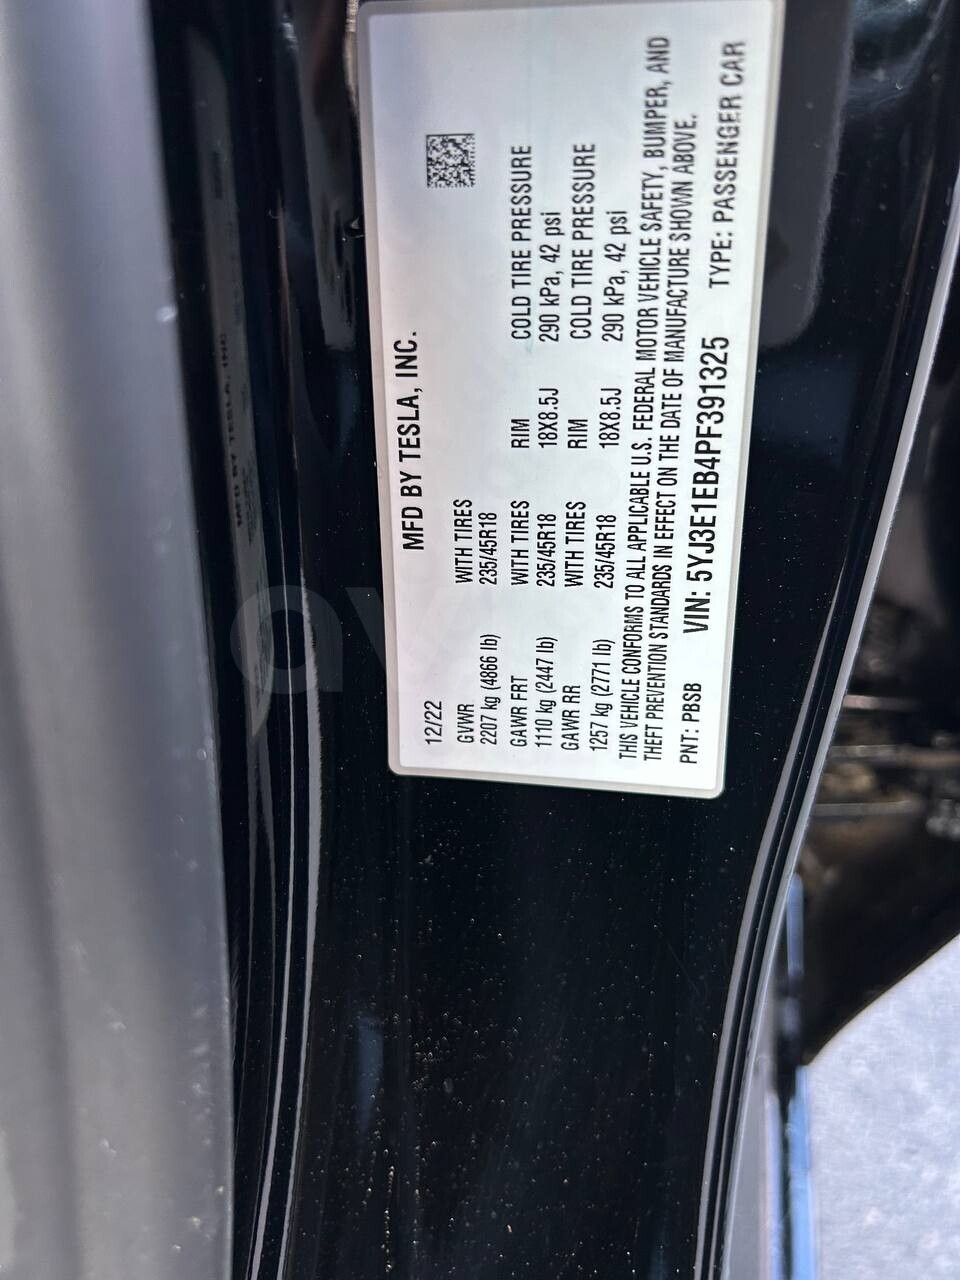 MFD BY TESLA, INC.
12/22
GVWR WITH TIRES
2207 kg (4866 lb) 235/45R18
GAWR FRT WITH TIRES RIM COLD TIRE PRESSURE
1110 kg (2447 lb) 235/45R18 18X8.5J 290 kPa, 42 psi
GAWR RR WITH TIRES RIM COLD TIRE PRESSURE
1257 kg (2771 lb) 235/45R18 18X8.5J 290 kPa, 42 psi
THIS VEHICLE CONFORMS TO ALL APPLICABLE U.S. FEDERAL MOTOR VEHICLE SAFETY, BUMPER, AND
THEFT PREVENTION STANDARDS IN EFFECT ON THE DATE OF MANUFACTURE SHOWN ABOVE.
PNT: PBSB VIN: 5YJ3E1EB4PF391325 TYPE: PASSENGER CAR